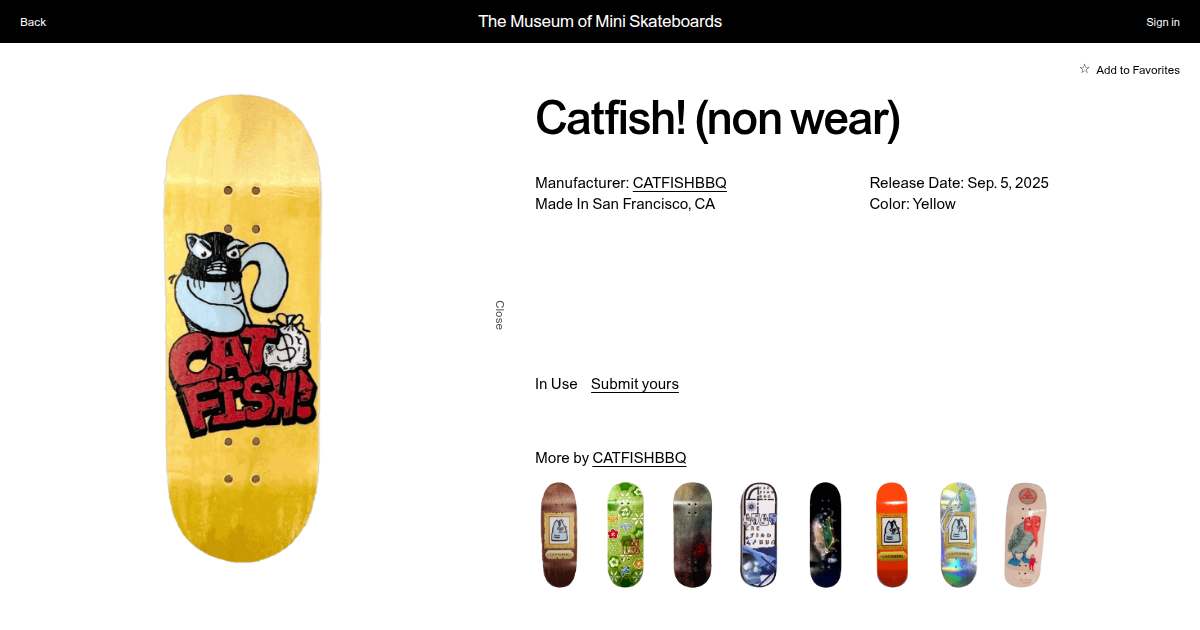 Back
The Museum of Mini Skateboards
Sign in
☆ Add to Favorites
Catfish! (non wear)
Manufacturer: CATFISHBBQ
Made In San Francisco, CA
Release Date: Sep. 5, 2025
Color: Yellow
CAT $
FISH!
Close
In Use Submit yours
More by CATFISHBBQ